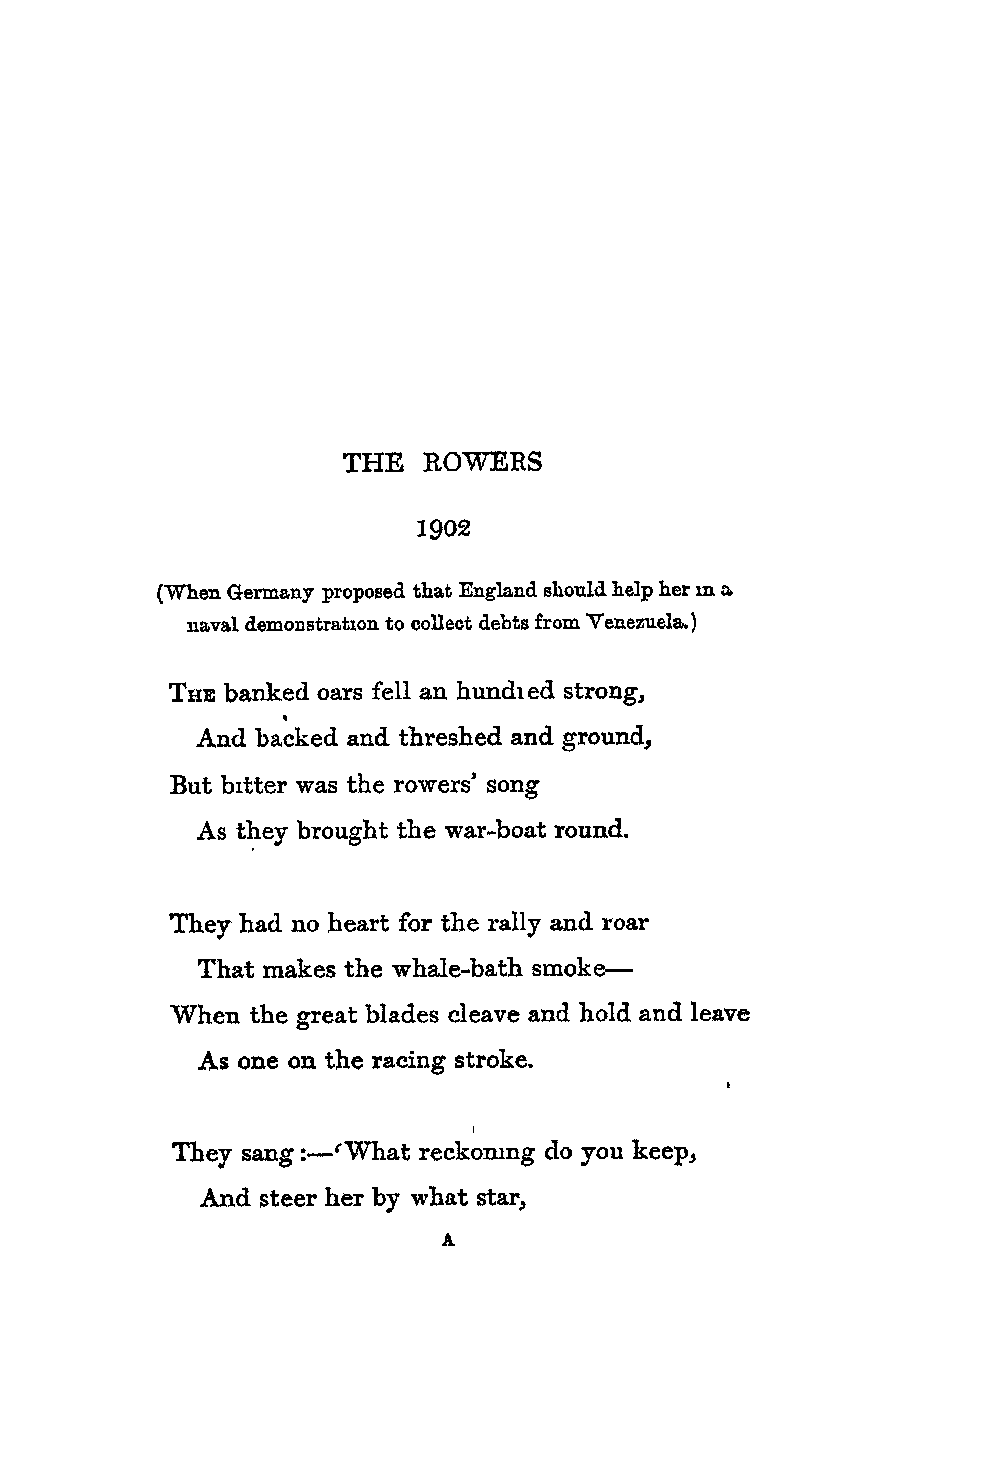 THE ROWERS
1902
(When Germany proposed that England should help her in a
naval demonstration to collect debts from Venezuela.)
THE banked oars fell an hundred strong,
And backed and threshed and ground,
But bitter was the rowers' song
As they brought the war-boat round.
They had no heart for the rally and roar
That makes the whale-bath smoke—
When the great blades cleave and hold and leave
As one on the racing stroke.
They sang:—‘What reckoning do you keep,
And steer her by what star,
A